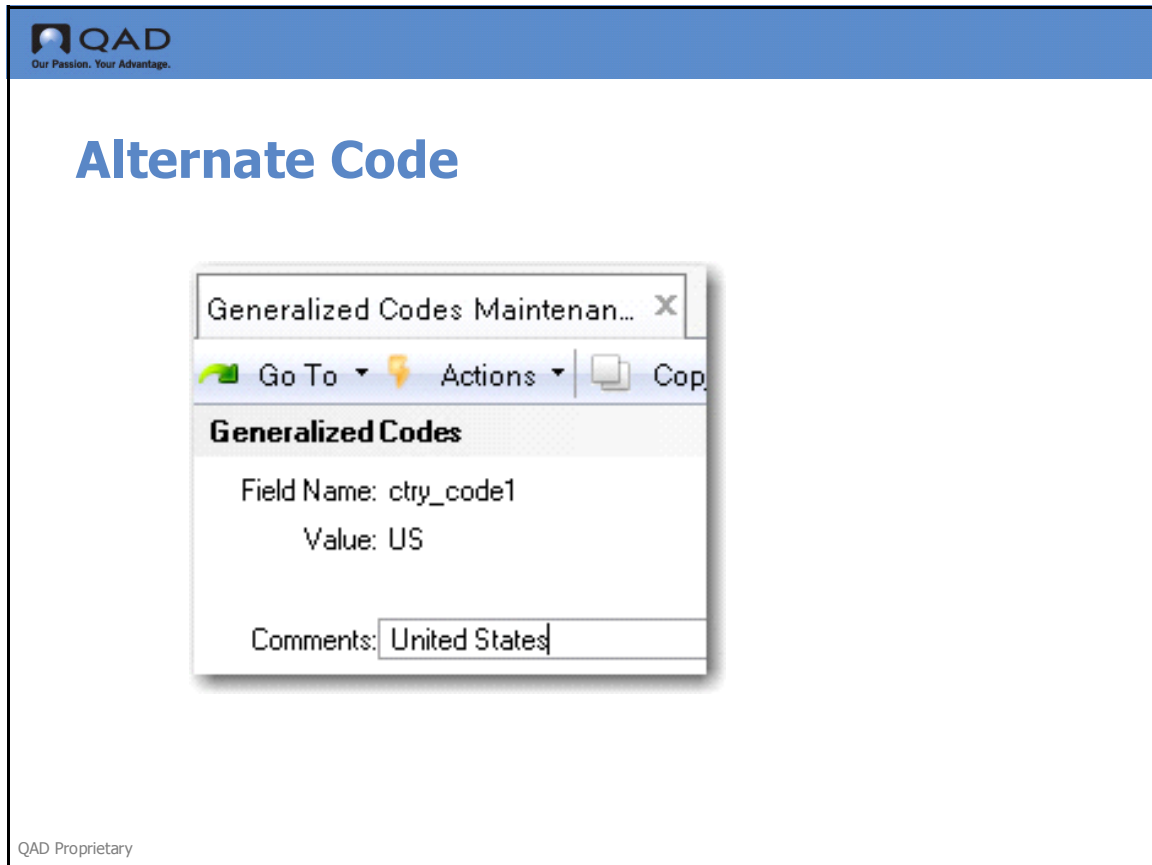 QAD
Our Passion. Your Advantage.
Alternate Code
Generalized Codes Maintenan...
Go To Actions Cop
Generalized Codes
Field Name: ctry_code1
Value: US
Comments: United States
QAD Proprietary